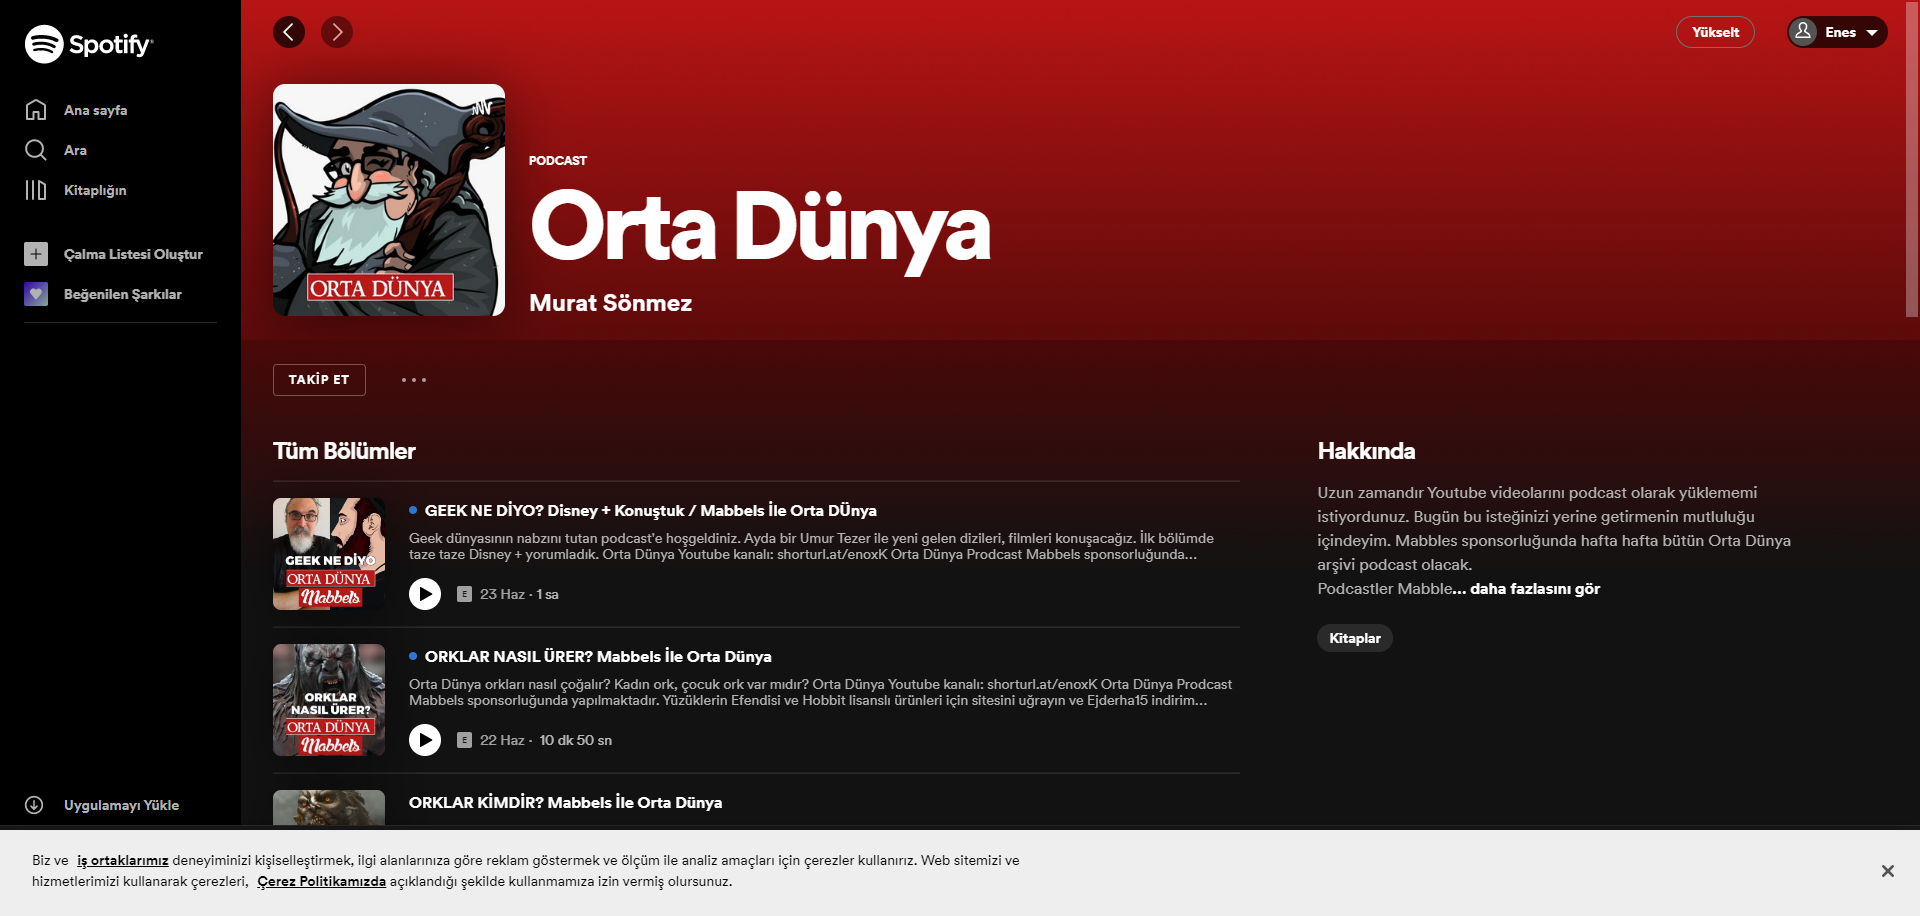 Spotify
Ana sayfa
Ara
Kitaplığın
Çalma Listesi Oluştur
Beğenilen Şarkılar
Uygulamayı Yükle
Yükselt
Enes
ORTA DÜNYA
PODCAST
Orta Dünya
Murat Sönmez
TAKİP ET
Tüm Bölümler
GEEK NE DİYO
ORTA DÜNYA
Mabbels
GEEK NE DİYO? Disney + Konuştuk / Mabbels İle Orta DÜnya
Geek dünyasının nabzını tutan podcast'e hoşgeldiniz. Ayda bir Umur Tezer ile yeni gelen dizileri, filmleri konuşacağız. İlk bölümde
taze taze Disney + yorumladık. Orta Dünya Youtube kanalı: shorturl.at/enoxK Orta Dünya Prodcast Mabbels sponsorluğunda...
E 23 Haz · 1 sa
ORKLAR
NASIL ÜRER?
ORTA DÜNYA
Mabbels
ORKLAR NASIL ÜRER? Mabbels İle Orta Dünya
Orta Dünya orkları nasıl çoğalır? Kadın ork, çocuk ork var mıdır? Orta Dünya Youtube kanalı: shorturl.at/enoxK Orta Dünya Prodcast
Mabbels sponsorluğunda yapılmaktadır. Yüzüklerin Efendisi ve Hobbit lisanslı ürünleri için sitesini uğrayın ve Ejderha15 indirim...
E 22 Haz · 10 dk 50 sn
ORKLAR KİMDİR? Mabbels İle Orta Dünya
Hakkında
Uzun zamandır Youtube videolarını podcast olarak yüklememi
istiyordunuz. Bugün bu isteğinizi yerine getirmenin mutluluğu
içindeyim. Mabbles sponsorluğunda hafta hafta bütün Orta Dünya
arşivi podcast olacak.
Podcastler Mabble... daha fazlasını gör
Kitaplar
Biz ve iş ortaklarımız deneyiminizi kişiselleştirmek, ilgi alanlarınıza göre reklam göstermek ve ölçüm ile analiz amaçları için çerezler kullanırız. Web sitemizi ve
hizmetlerimizi kullanarak çerezleri, Çerez Politikamızda açıklandığı şekilde kullanmamıza izin vermiş olursunuz.